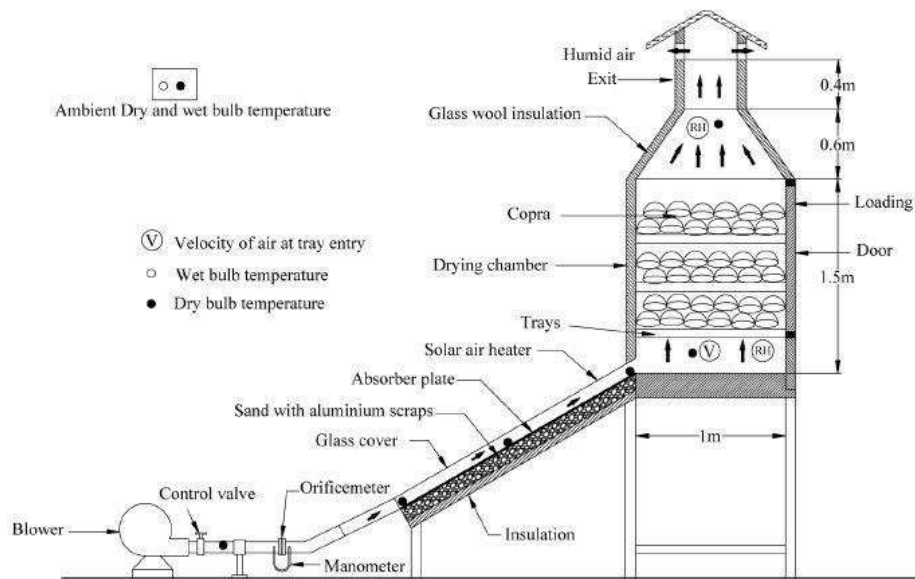 Humid air
Exit
0.4m
Ambient Dry and wet bulb temperature
Glass wool insulation
RH
0.6m
Copra
Loading
V Velocity of air at tray entry
Drying chamber
Door
Wet bulb temperature
1.5m
Dry bulb temperature
Trays
V
RH
Solar air heater
Absorber plate
Sand with aluminium scraps
Glass cover
1m
Control valve
Orificemeter
Blower
Insulation
Manometer